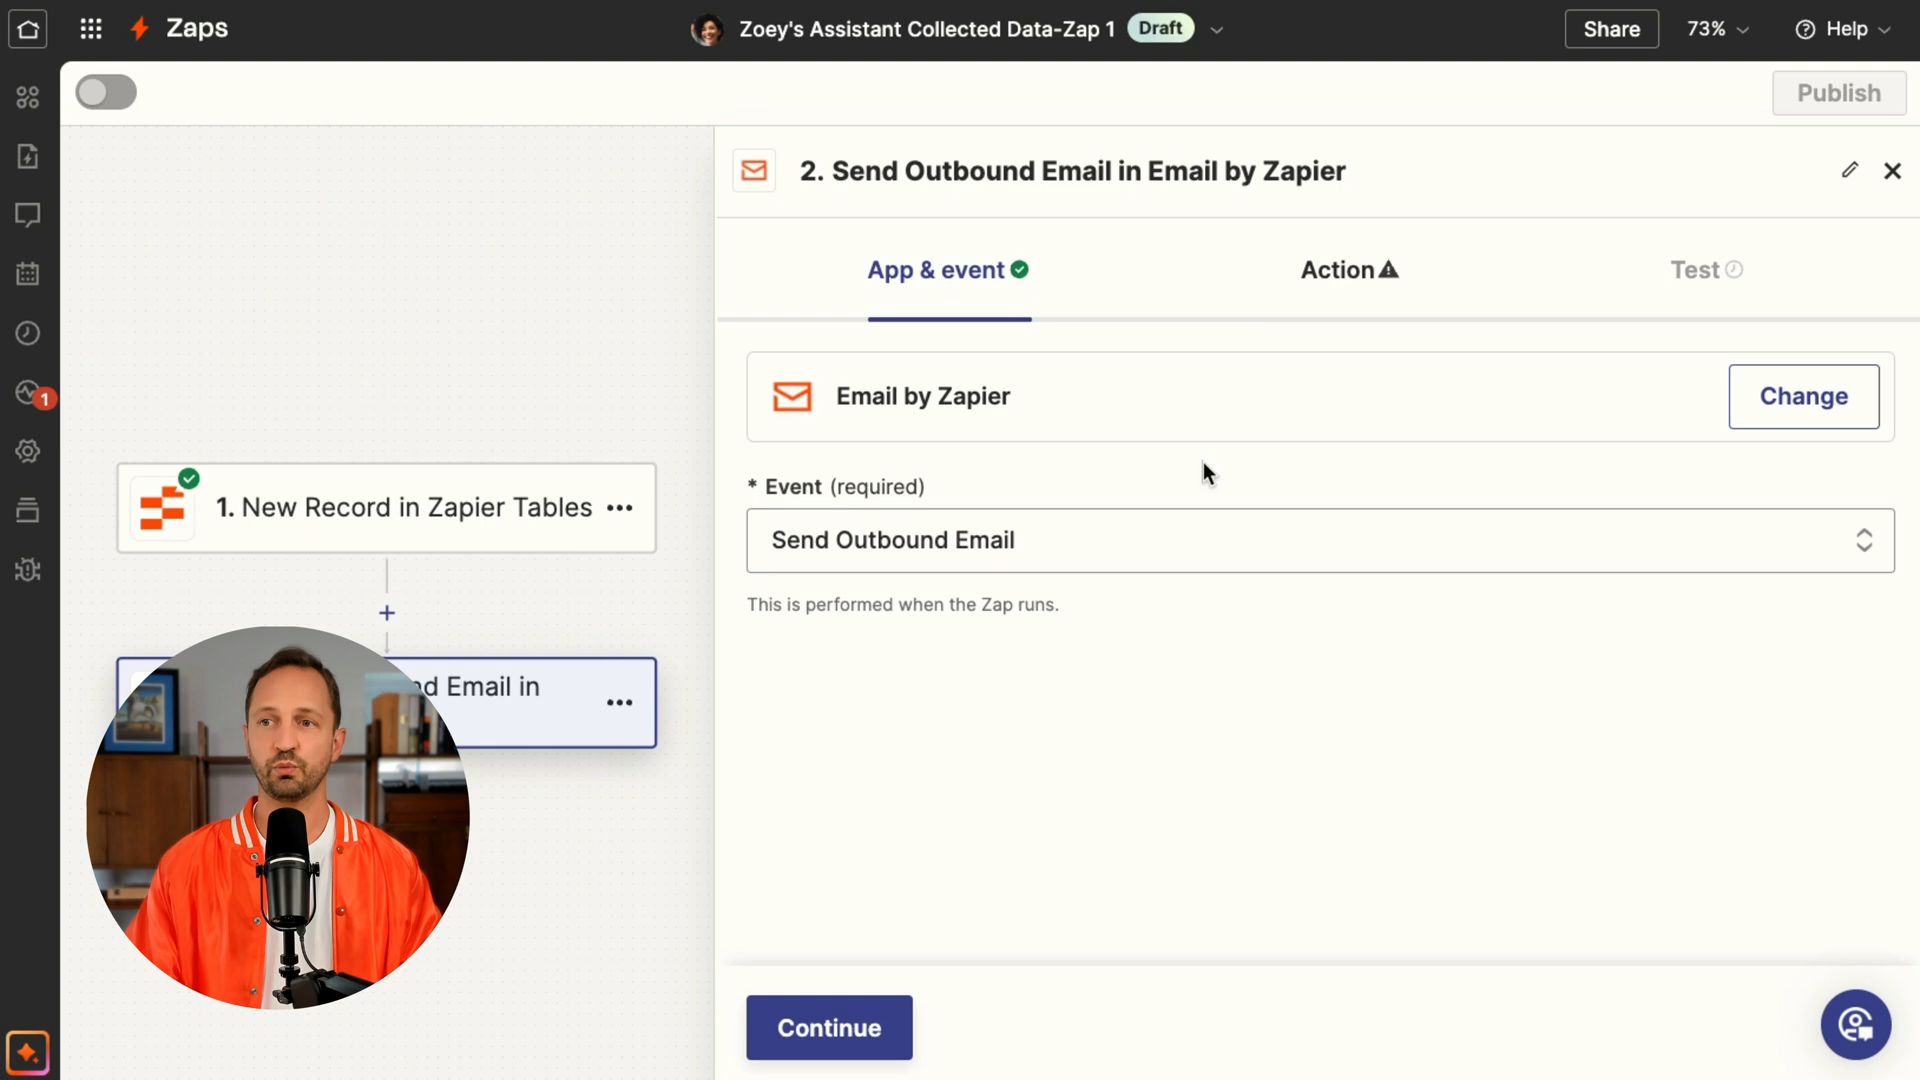 Zaps
Zoey's Assistant Collected Data-Zap 1
Draft
Share
73%
Help
Publish
2. Send Outbound Email in Email by Zapier
App & event
Action
Test
Email by Zapier
Change
* Event (required)
Send Outbound Email
This is performed when the Zap runs.
1
1. New Record in Zapier Tables
Email in
Continue